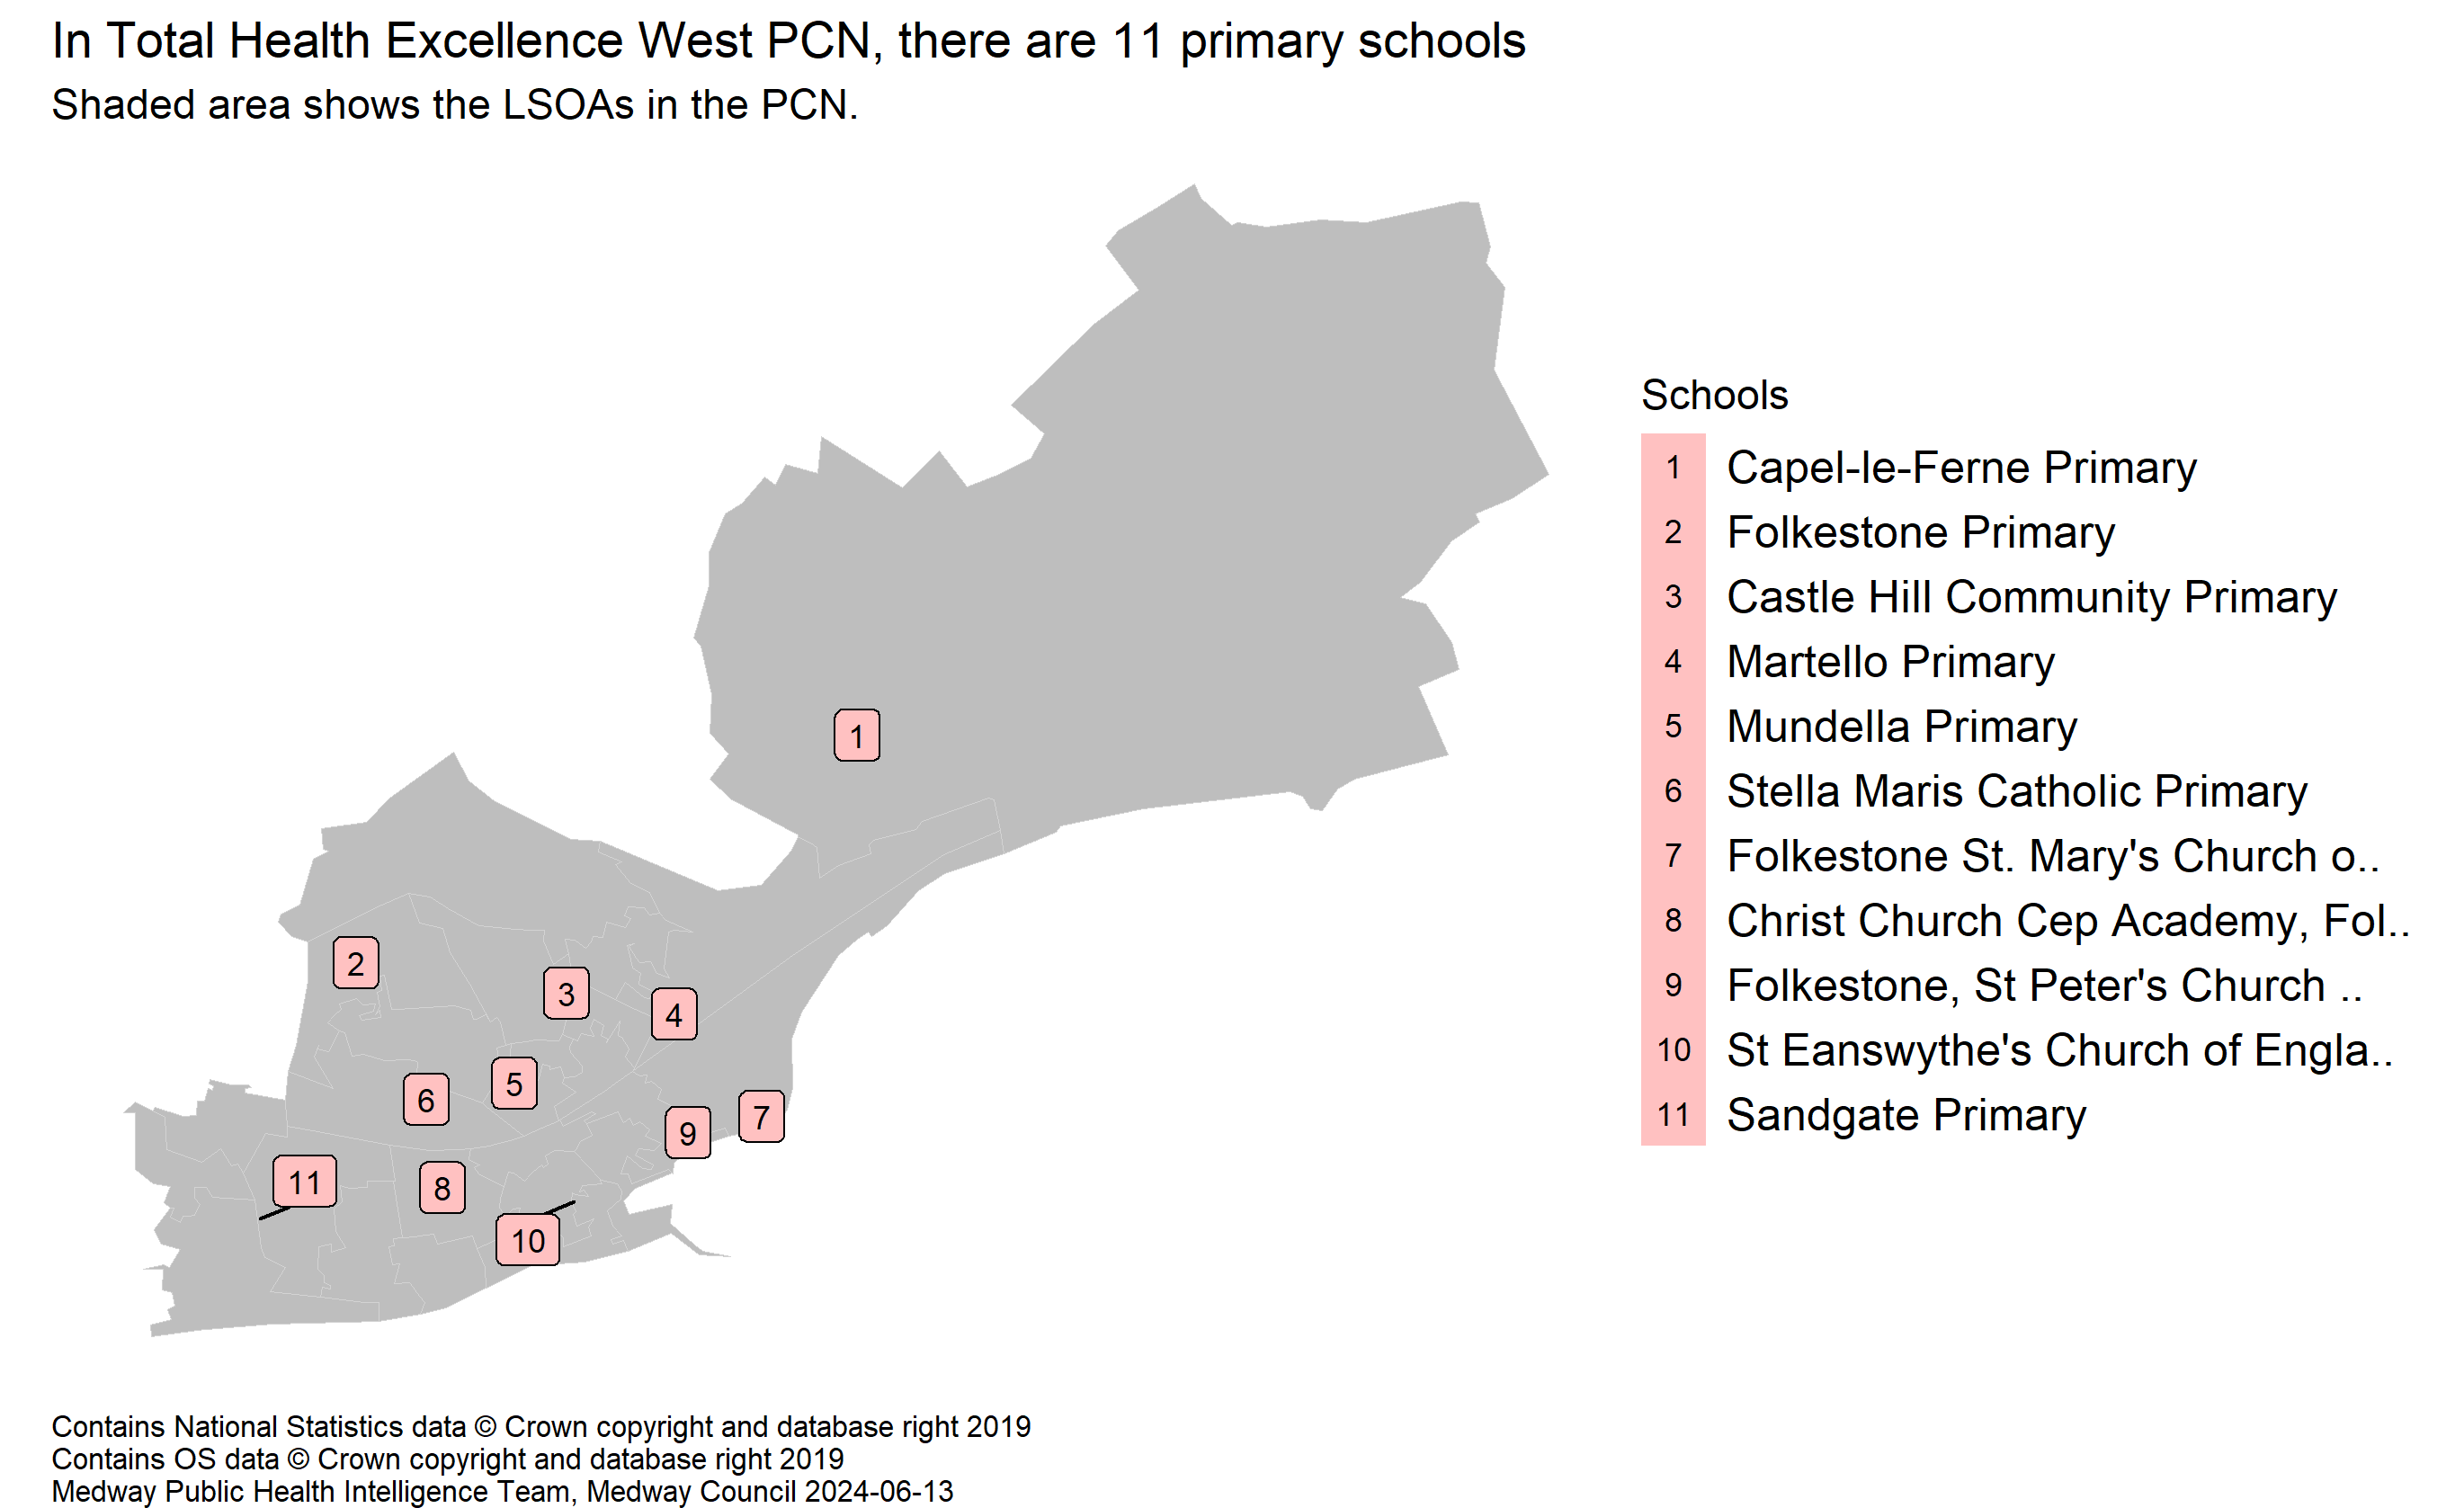 In Total Health Excellence West PCN, there are 11 primary schools
Shaded area shows the LSOAs in the PCN.
Schools
1 Capel-le-Ferne Primary
2 Folkestone Primary
3 Castle Hill Community Primary
4 Martello Primary
5 Mundella Primary
6 Stella Maris Catholic Primary
7 Folkestone St. Mary's Church o..
8 Christ Church Cep Academy, Fol..
9 Folkestone, St Peter's Church ..
10 St Eanswythe's Church of Engla..
11 Sandgate Primary
1
2
3
4
5
6
7
9
11
8
10
Contains National Statistics data © Crown copyright and database right 2019
Contains OS data © Crown copyright and database right 2019
Medway Public Health Intelligence Team, Medway Council 2024-06-13